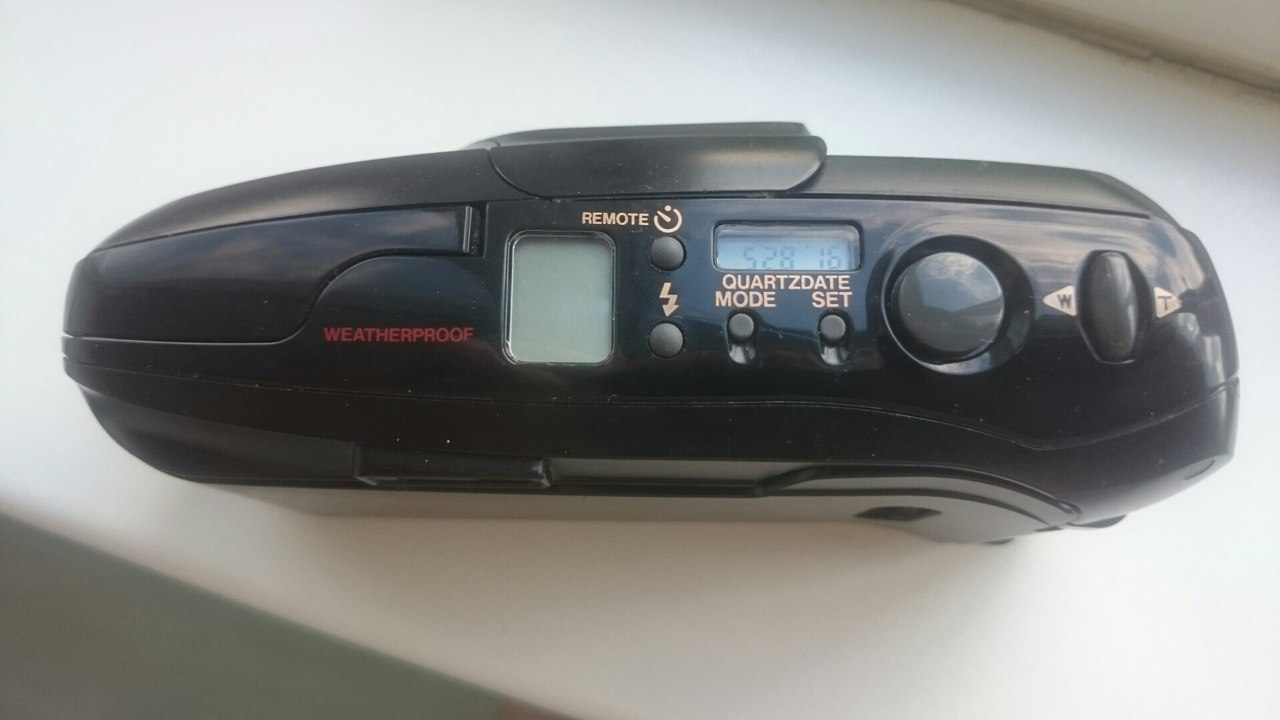 REMOTE
WEATHERPROOF
QUARTZDATE
MODE SET
W T